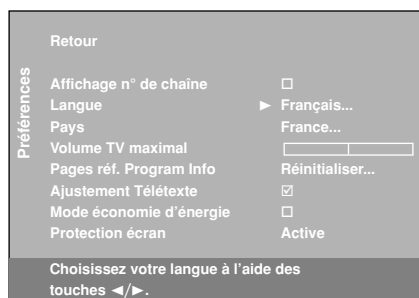 Retour
Préférences
Affichage n° de chaîne ☐
Langue ► Français...
Pays France...
Volume TV maximal
Pages réf. Program Info Réinitialiser...
Ajustement Télétexte ☑
Mode économie d'énergie ☐
Protection écran Active
Choisissez votre langue à l'aide des
touches ◄/►.